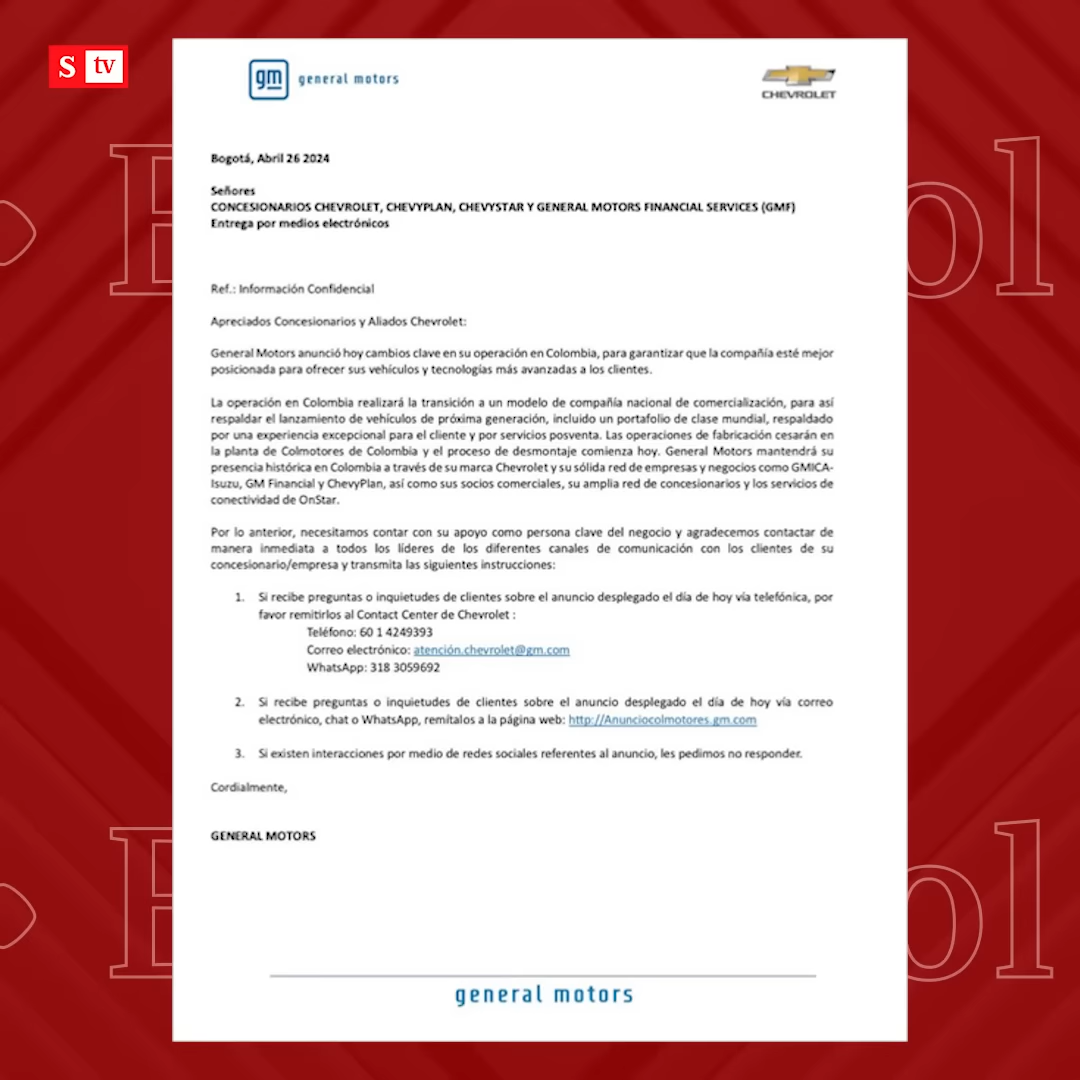 S tv
gm general motors
CHEVROLET
Bogotá, Abril 26 2024
Señores
CONCESIONARIOS CHEVROLET, CHEVYPLAN, CHEVYSTAR Y GENERAL MOTORS FINANCIAL SERVICES (GMF)
Entrega por medios electrónicos
Ref.: Información Confidencial
Apreciados Concesionarios y Aliados Chevrolet:
General Motors anunció hoy cambios clave en su operación en Colombia, para garantizar que la compañía esté mejor
posicionada para ofrecer sus vehículos y tecnologías más avanzadas a los clientes.
La operación en Colombia realizará la transición a un modelo de compañía nacional de comercialización, para así
respaldar el lanzamiento de vehículos de próxima generación, incluido un portafolio de clase mundial, respaldado
por una experiencia excepcional para el cliente y por servicios posventa. Las operaciones de fabricación cesarán en
la planta de Colmotores de Colombia y el proceso de desmontaje comienza hoy. General Motors mantendrá su
presencia histórica en Colombia a través de su marca Chevrolet y su sólida red de empresas y negocios como GMICA-
Isuzu, GM Financial y ChevyPlan, así como sus socios comerciales, su amplia red de concesionarios y los servicios de
conectividad de OnStar.
Por lo anterior, necesitamos contar con su apoyo como persona clave del negocio y agradecemos contactar de
manera inmediata a todos los líderes de los diferentes canales de comunicación con los clientes de su
concesionario/empresa y transmita las siguientes instrucciones:
1. Si recibe preguntas o inquietudes de clientes sobre el anuncio desplegado el día de hoy vía telefónica, por
favor remitirlos al Contact Center de Chevrolet :
Teléfono: 60 1 4249393
Correo electrónico: atención.chevrolet@gm.com
WhatsApp: 318 3059692
2. Si recibe preguntas o inquietudes de clientes sobre el anuncio desplegado el día de hoy vía correo
electrónico, chat o WhatsApp, remítalos a la página web: http://Anunciocolmotores.gm.com
3. Si existen interacciones por medio de redes sociales referentes al anuncio, les pedimos no responder.
Cordialmente,
GENERAL MOTORS
general motors